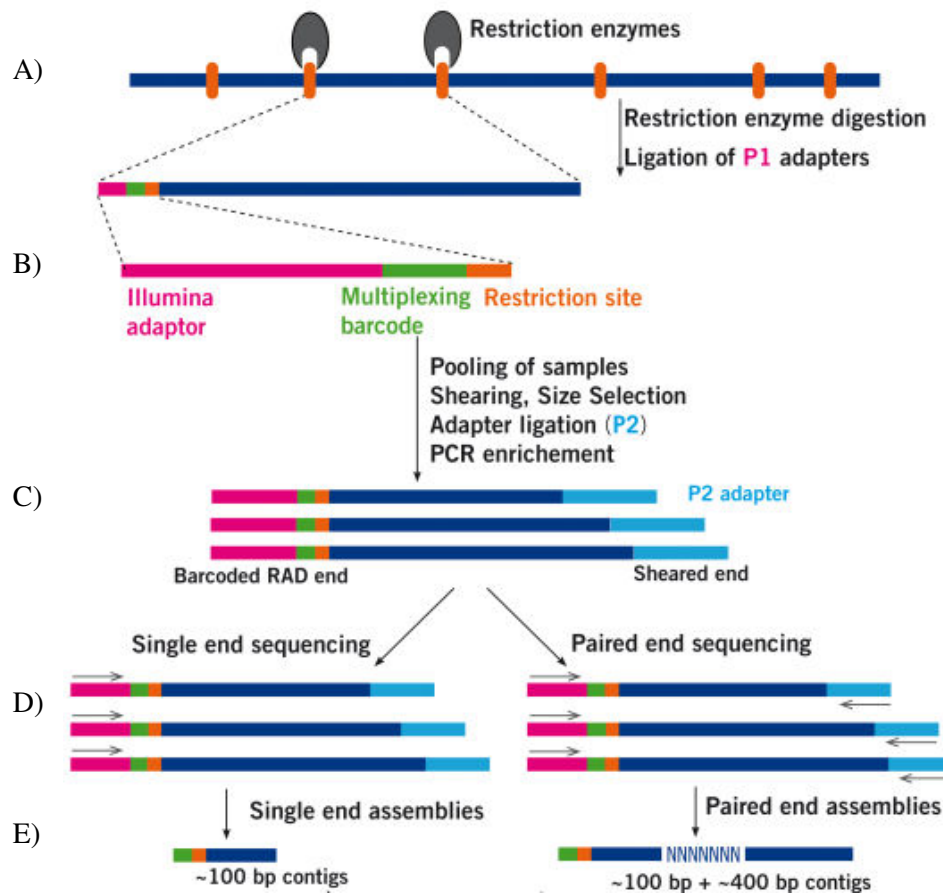 Restriction enzymes
A)
Restriction enzyme digestion
Ligation of P1 adapters
B)
Illumina adaptor
Multiplexing barcode
Restriction site
Pooling of samples
Shearing, Size Selection
Adapter ligation (P2)
PCR enrichement
C)
P2 adapter
Barcoded RAD end
Sheared end
Single end sequencing
Paired end sequencing
D)
Single end assemblies
Paired end assemblies
E)
NNNNNNN
~100 bp contigs
~100 bp + ~400 bp contigs